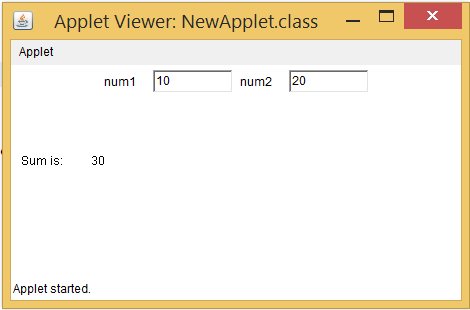 Applet Viewer: NewApplet.class
Applet
num1 10 num2 20
Sum is: 30
Applet started.